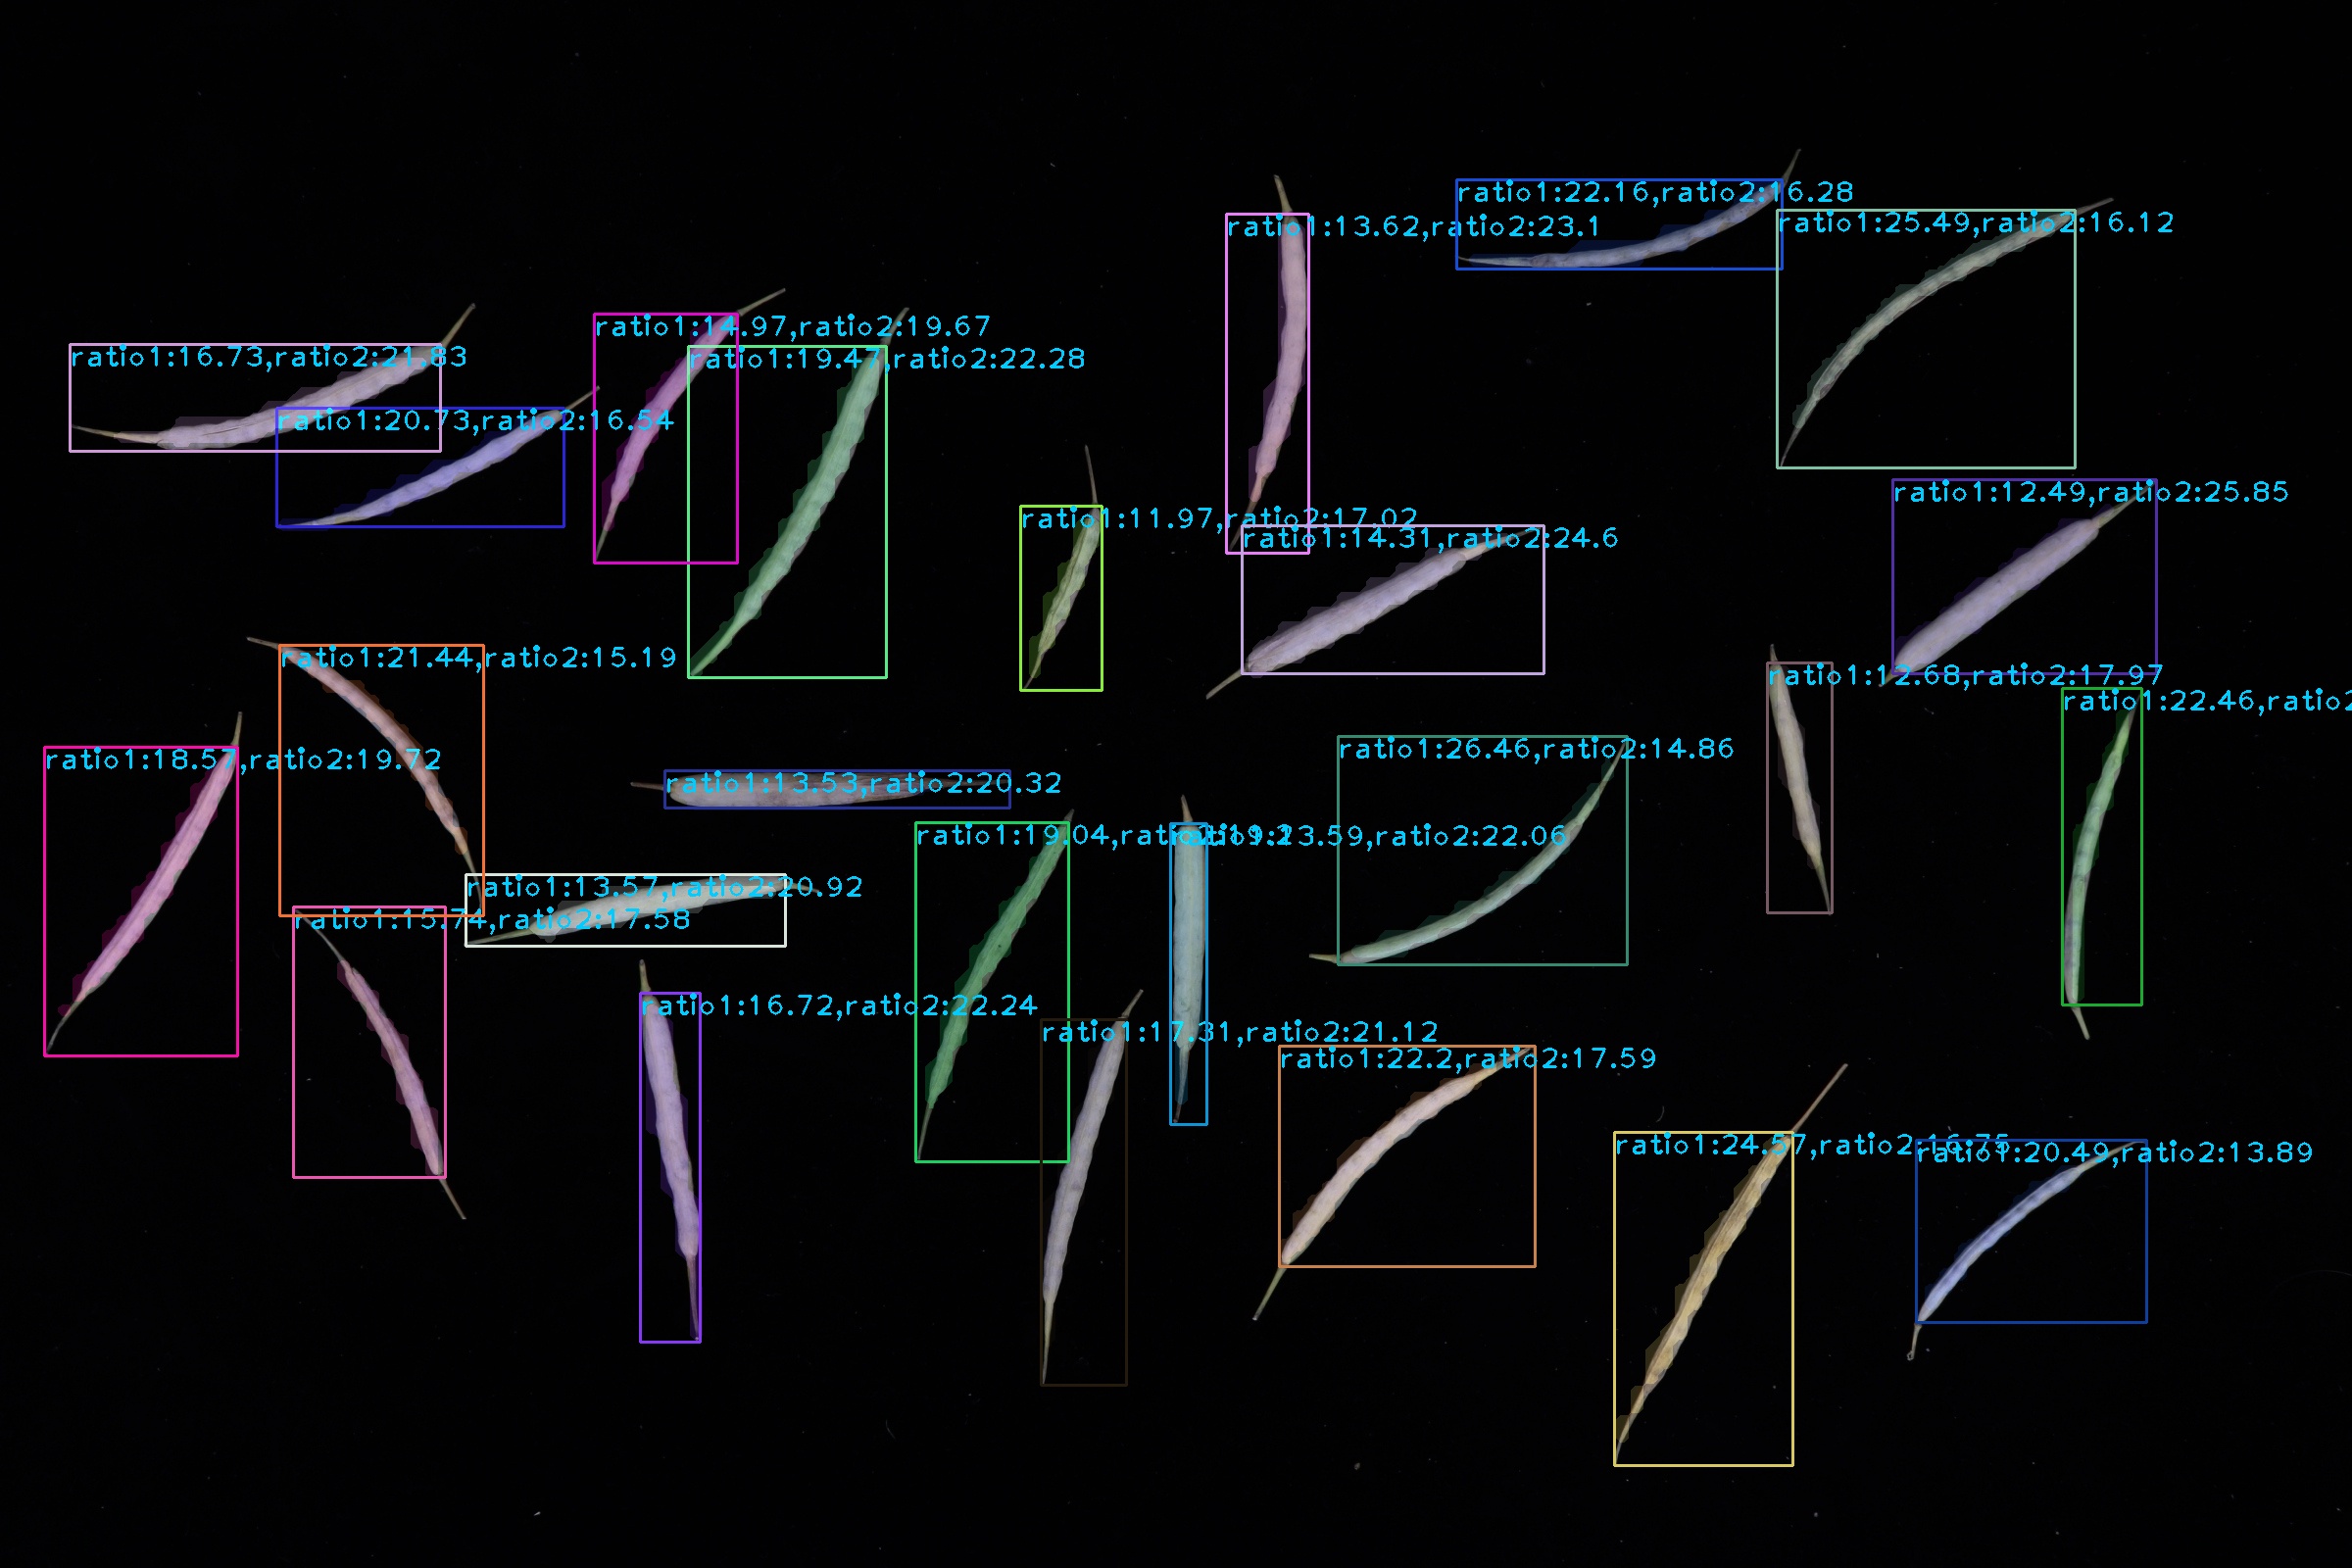 ratio1:22.16,ratio2:16.28
ratio1:25.49,ratio2:16.12
ratio1:13.62,ratio2:23.1
ratio1:14.97,ratio2:19.67
ratio1:16.73,ratio2:21.83
ratio1:19.47,ratio2:22.28
ratio1:20.73,ratio2:16.54
ratio1:12.49,ratio2:25.85
ratio1:11.97,ratio2:17.02
ratio1:14.31,ratio2:24.6
ratio1:21.44,ratio2:15.19
ratio1:12.68,ratio2:17.97
ratio1:22.46,ratio2
ratio1:26.46,ratio2:14.86
ratio1:18.57,ratio2:19.72
ratio1:13.53,ratio2:20.32
ratio1:19.04,ratio2:19.2
ratio1:13.59,ratio2:22.06
ratio1:13.57,ratio2:20.92
ratio1:15.74,ratio2:17.58
ratio1:16.72,ratio2:22.24
ratio1:17.31,ratio2:21.12
ratio1:22.2,ratio2:17.59
ratio1:24.57,ratio2:16.75
ratio1:20.49,ratio2:13.89